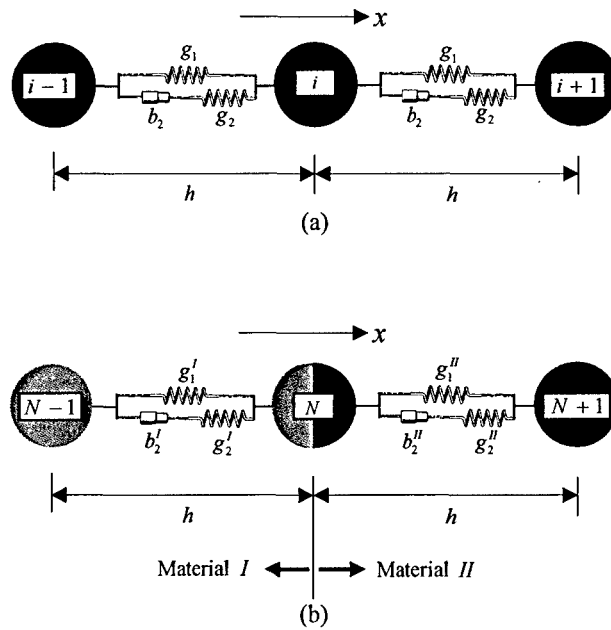 x
g₁ g₁
i − 1 i i + 1
b₂ g₂ b₂ g₂
h h
(a)
x
g₁ᴵ g₁ᴵᴵ
N − 1 N N + 1
b₂ᴵ g₂ᴵ b₂ᴵᴵ g₂ᴵᴵ
h h
Material I Material II
(b)